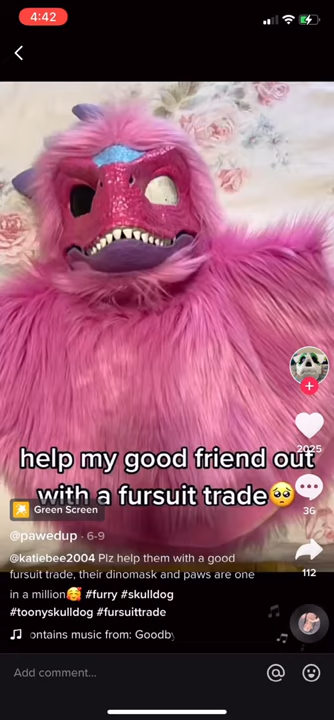 4:42
help my good friend out
with a fursuit trade🥺
Green Screen
2025
@pawedup · 6-9
36
@katiebee2004 Plz help them with a good
fursuit trade, their dinomask and paws are one
in a million🥰 #furry #skulldog
#toonyskulldog #fursuittrade
112
ontains music from: Goodby
Add comment...